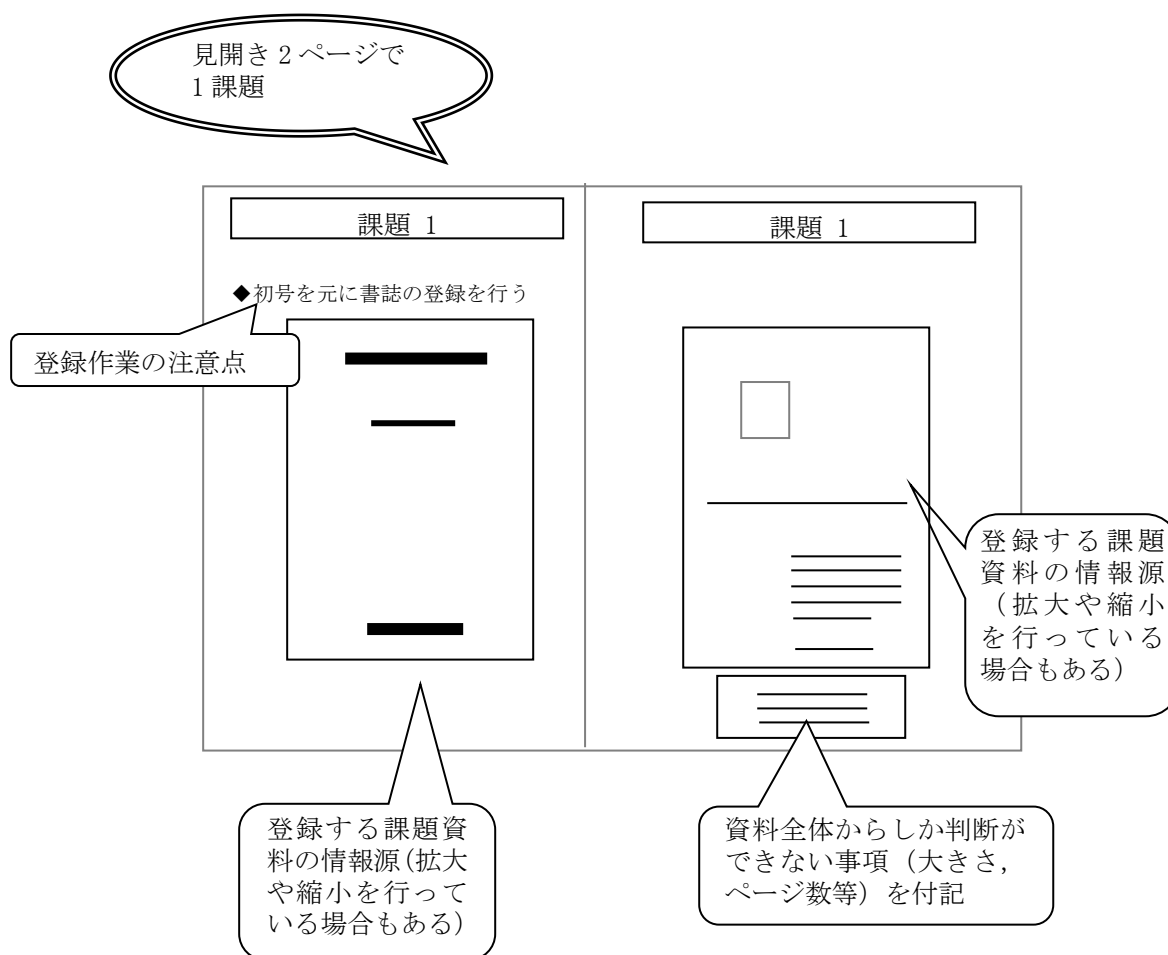 見開き 2 ページで
1 課題
課題 1
課題 1
◆初号を元に書誌の登録を行う
登録作業の注意点
登録する課題
資料の情報源
（拡大や縮小
を行っている
場合もある）
登録する課題資
料の情報源（拡大
や縮小を行って
いる場合もある）
資料全体からしか判断が
できない事項（大きさ，
ページ数等）を付記